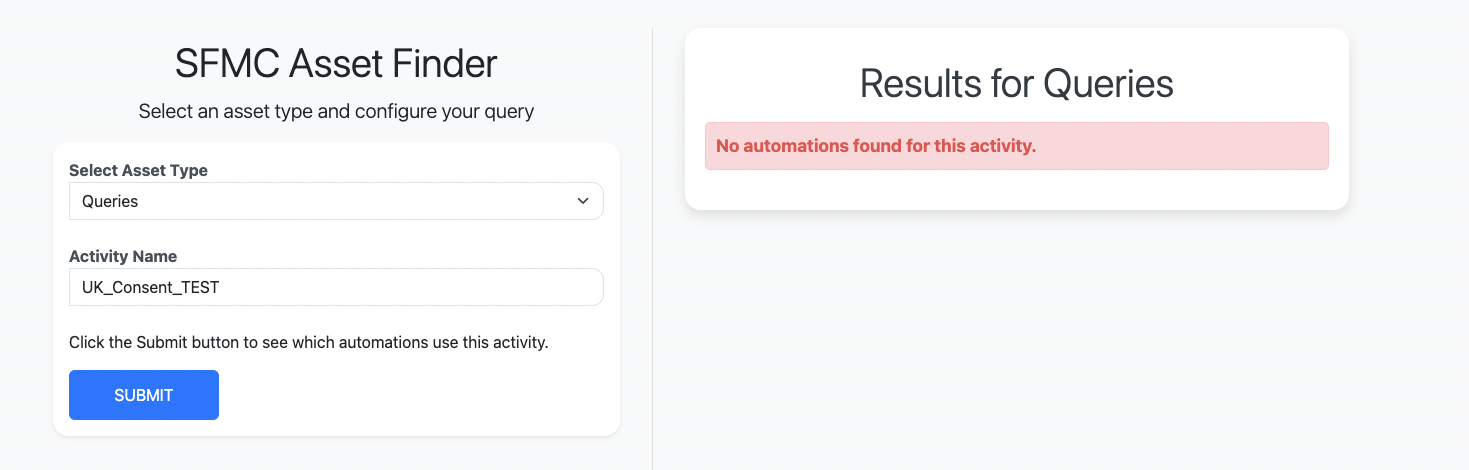 SFMC Asset Finder
Select an asset type and configure your query
Select Asset Type
Queries
Activity Name
UK_Consent_TEST
Click the Submit button to see which automations use this activity.
SUBMIT
Results for Queries
No automations found for this activity.